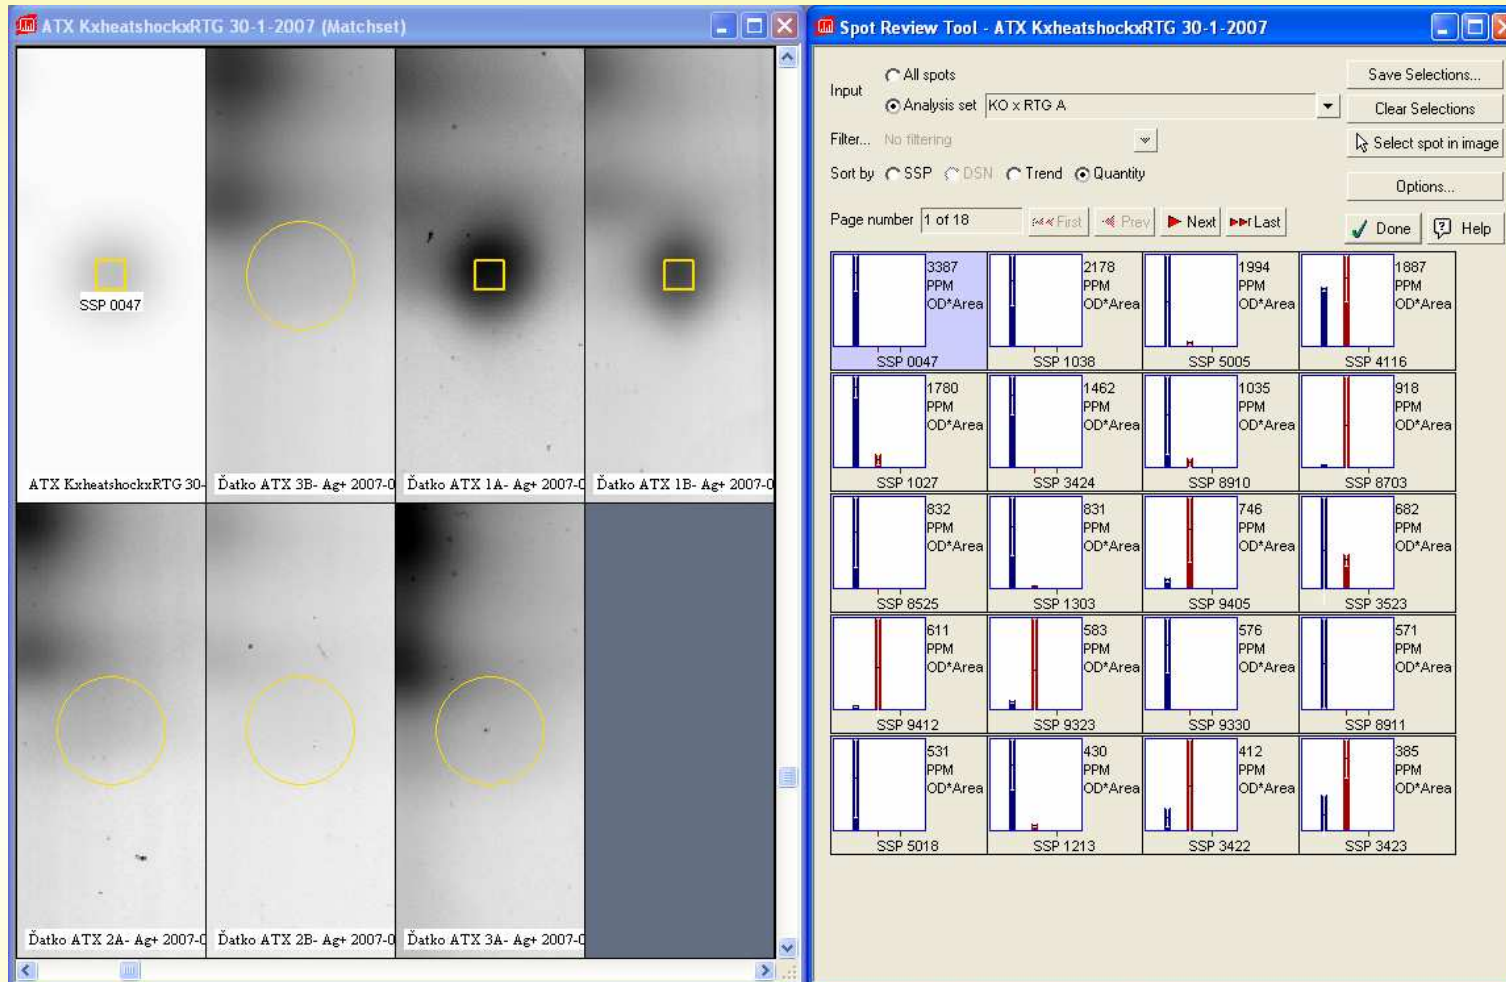 ATX KxheatshockxRTG 30-1-2007 (Matchset)
SSP 0047
ATX KxheatshockxRTG 30-
Ďatko ATX 3B- Ag+ 2007-0
Ďatko ATX 1A- Ag+ 2007-0
Ďatko ATX 1B- Ag+ 2007-0
Ďatko ATX 2A- Ag+ 2007-0
Ďatko ATX 2B- Ag+ 2007-0
Ďatko ATX 3A- Ag+ 2007-0
Spot Review Tool - ATX KxheatshockxRTG 30-1-2007
Input
All spots
Analysis set KO x RTG A
Filter... No filtering
Sort by SSP DSN Trend Quantity
Page number 1 of 18 First Prev Next Last
Save Selections...
Clear Selections
Select spot in image
Options...
Done Help
3387
PPM
OD*Area
SSP 0047
2178
PPM
OD*Area
SSP 1038
1994
PPM
OD*Area
SSP 5005
1887
PPM
OD*Area
SSP 4116
1780
PPM
OD*Area
SSP 1027
1462
PPM
OD*Area
SSP 3424
1035
PPM
OD*Area
SSP 8910
918
PPM
OD*Area
SSP 8703
832
PPM
OD*Area
SSP 8525
831
PPM
OD*Area
SSP 1303
746
PPM
OD*Area
SSP 9405
682
PPM
OD*Area
SSP 3523
611
PPM
OD*Area
SSP 9412
583
PPM
OD*Area
SSP 9323
576
PPM
OD*Area
SSP 9330
571
PPM
OD*Area
SSP 8911
531
PPM
OD*Area
SSP 5018
430
PPM
OD*Area
SSP 1213
412
PPM
OD*Area
SSP 3422
385
PPM
OD*Area
SSP 3423